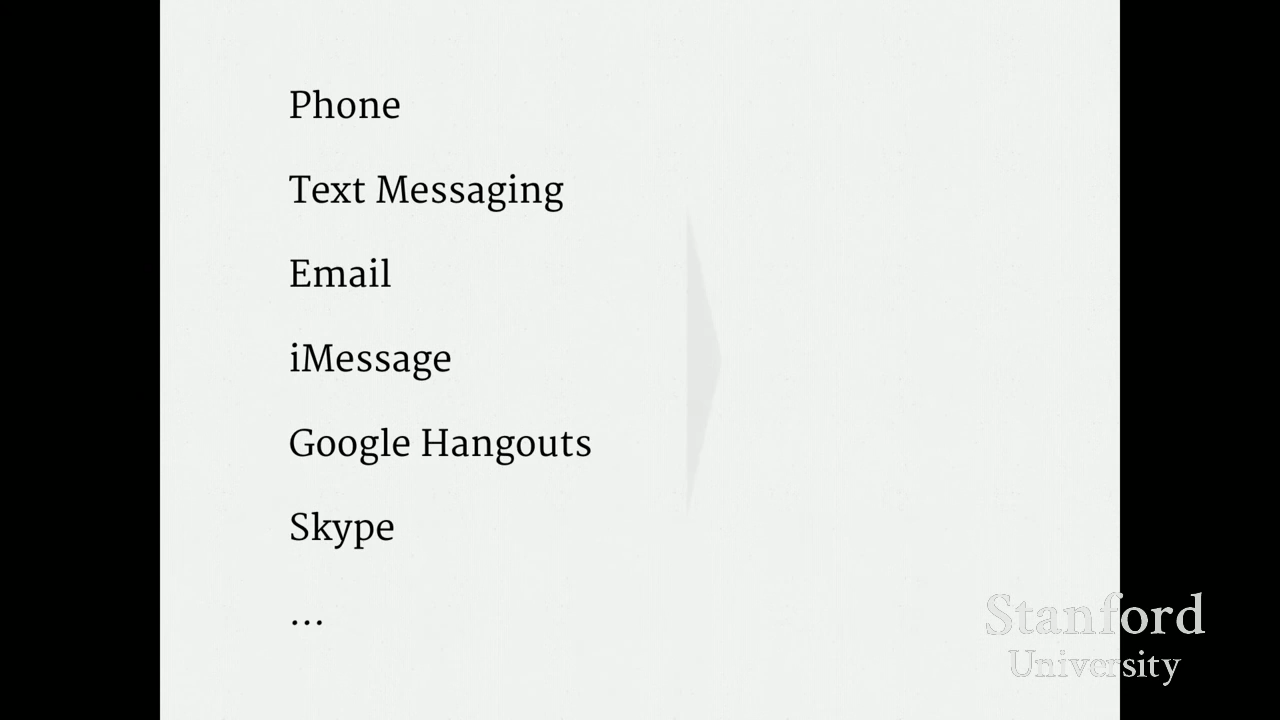 Phone
Text Messaging
Email
iMessage
Google Hangouts
Skype
...
Stanford
University